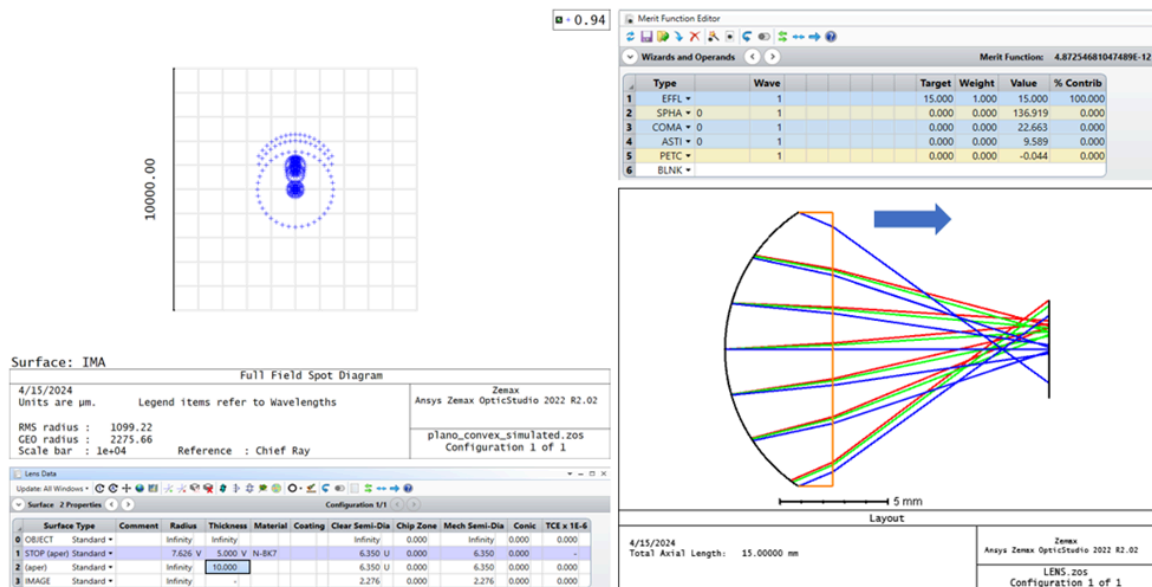 0.94
10000.00
Surface: IMA
Full Field Spot Diagram
4/15/2024
Units are µm. Legend items refer to Wavelengths
RMS radius : 1099.22
GEO radius : 2275.66
Scale bar : 1e+04 Reference : Chief Ray
Zemax
Ansys Zemax OpticStudio 2022 R2.02
plano_convex_simulated.zos
Configuration 1 of 1
Lens Data
Update: All Windows
Surface 2 Properties
Configuration 1/1
Surface Type Comment Radius Thickness Material Coating Clear Semi-Dia Chip Zone Mech Semi-Dia Conic TCE x 1E-6
0 OBJECT Standard Infinity Infinity Infinity 0.000 Infinity 0.000 0.000
1 STOP (aper) Standard 7.626 V 5.000 V N-BK7 6.350 U 0.000 6.350 0.000 -
2 (aper) Standard Infinity 10.000 6.350 U 0.000 6.350 0.000 0.000
3 IMAGE Standard Infinity - 2.276 0.000 2.276 0.000 0.000
Merit Function Editor
Wizards and Operands
Merit Function: 4.87254681047489E-12
Type Wave Target Weight Value % Contrib
1 EFFL 1 15.000 1.000 15.000 100.000
2 SPHA 0 1 0.000 0.000 136.919 0.000
3 COMA 0 1 0.000 0.000 22.663 0.000
4 ASTI 0 1 0.000 0.000 9.589 0.000
5 PETC 1 0.000 0.000 -0.044 0.000
6 BLNK
5 mm
Layout
4/15/2024
Total Axial Length: 15.00000 mm
Zemax
Ansys Zemax OpticStudio 2022 R2.02
LENS.zos
Configuration 1 of 1